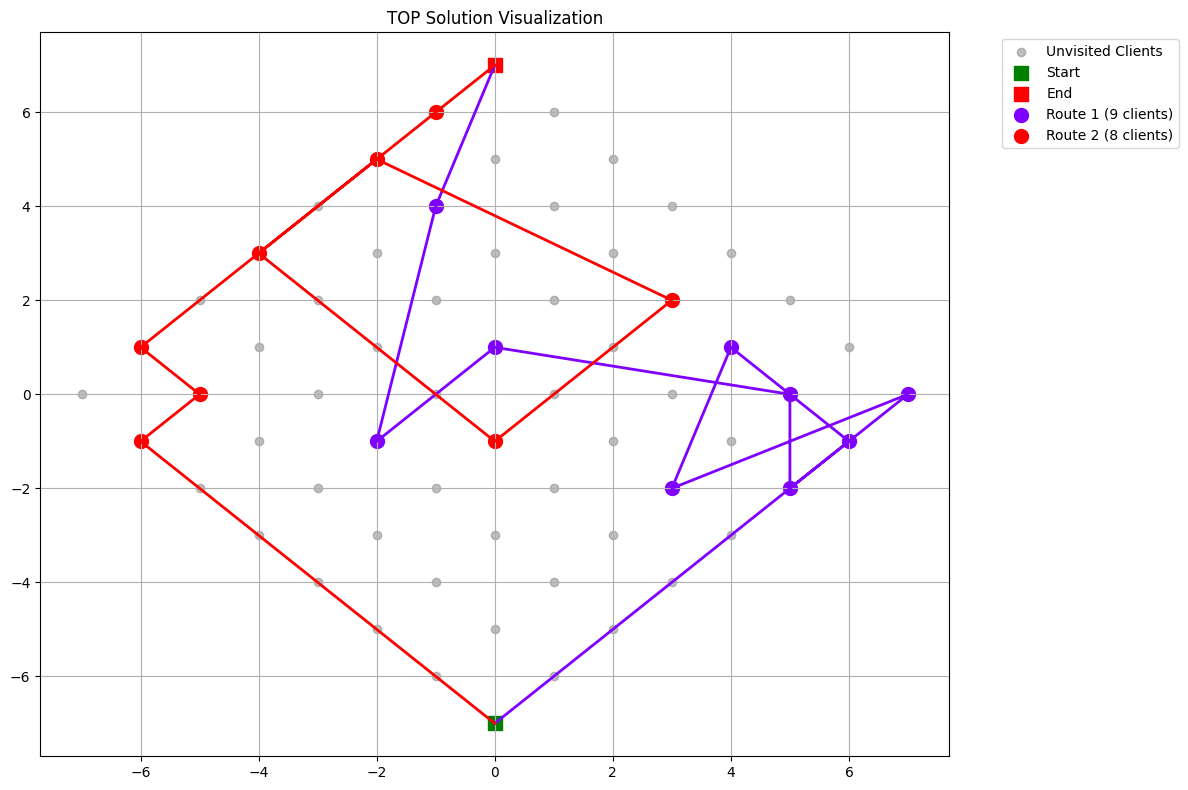 TOP Solution Visualization
Unvisited Clients
Start
End
Route 1 (9 clients)
Route 2 (8 clients)
6
4
2
0
−2
−4
−6
−6 −4 −2 0 2 4 6